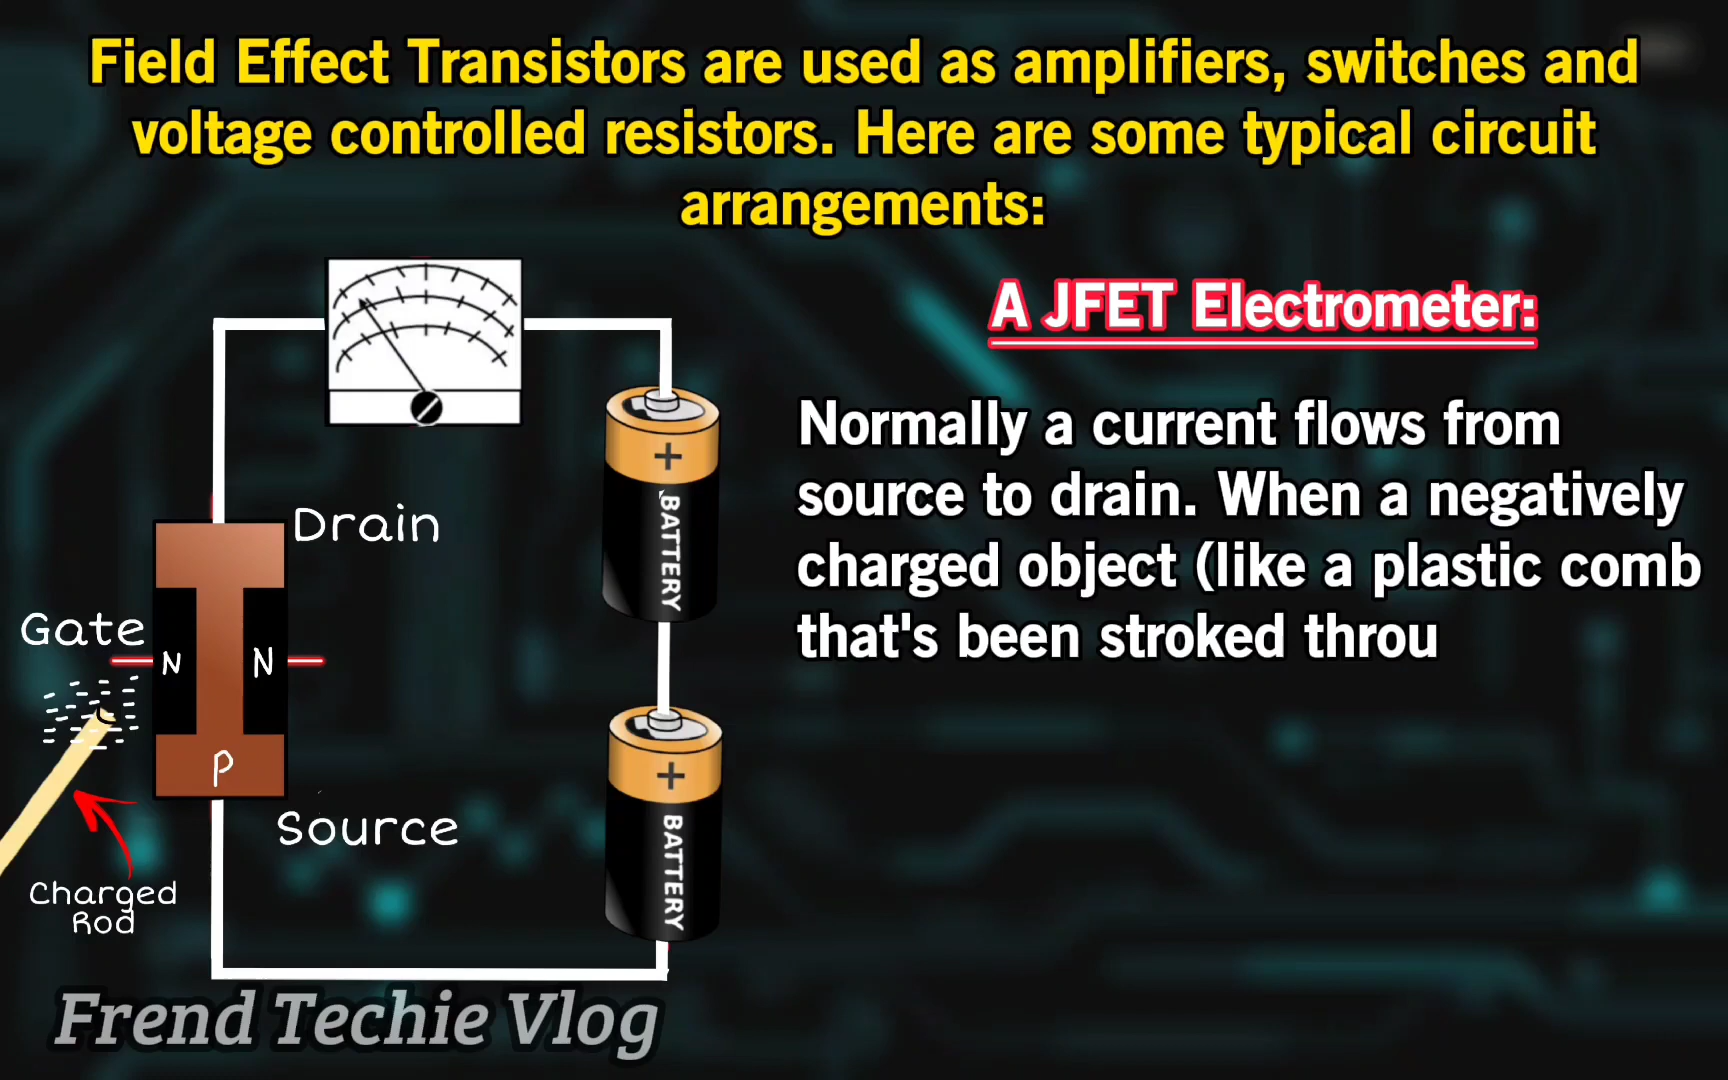 Field Effect Transistors are used as amplifiers, switches and
voltage controlled resistors. Here are some typical circuit
arrangements:
A JFET Electrometer:
Normally a current flows from
source to drain. When a negatively
charged object (like a plastic comb
that's been stroked throu
+
BATTERY
Drain
Gate
N
N
P
+
BATTERY
Source
Charged
Rod
Frend Techie Vlog